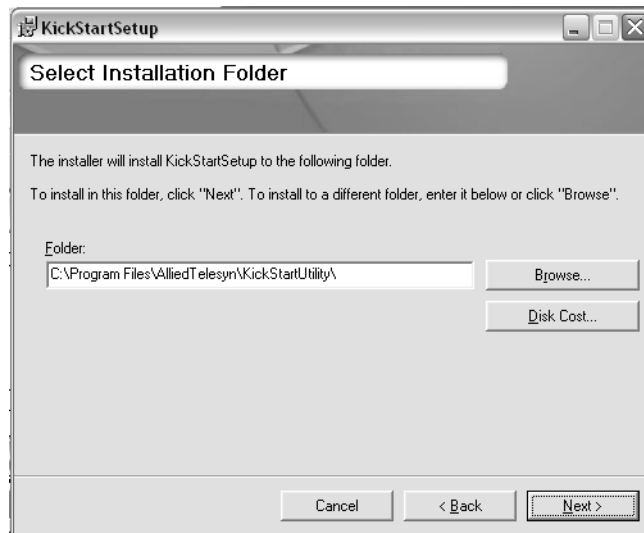 KickStartSetup
Select Installation Folder
The installer will install KickStartSetup to the following folder.
To install in this folder, click "Next". To install to a different folder, enter it below or click "Browse".
Folder:
C:\Program Files\AlliedTelesyn\KickStartUtility\
Browse...
Disk Cost...
Cancel
< Back
Next >